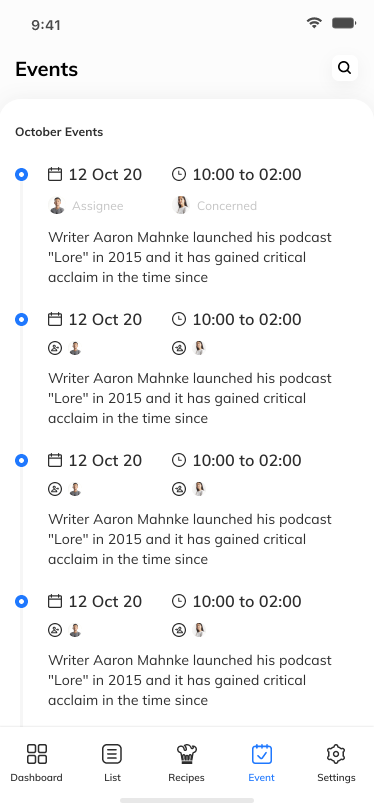 9:41
Events
October Events
12 Oct 20 10:00 to 02:00
Assignee Concerned
Writer Aaron Mahnke launched his podcast
"Lore" in 2015 and it has gained critical
acclaim in the time since
12 Oct 20 10:00 to 02:00
Writer Aaron Mahnke launched his podcast
"Lore" in 2015 and it has gained critical
acclaim in the time since
12 Oct 20 10:00 to 02:00
Writer Aaron Mahnke launched his podcast
"Lore" in 2015 and it has gained critical
acclaim in the time since
12 Oct 20 10:00 to 02:00
Writer Aaron Mahnke launched his podcast
"Lore" in 2015 and it has gained critical
acclaim in the time since
Dashboard List Recipes Event Settings